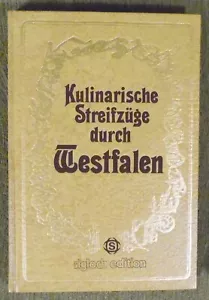 Kulinarische
Streifzüge
durch
Westfalen
S
sigloch edition